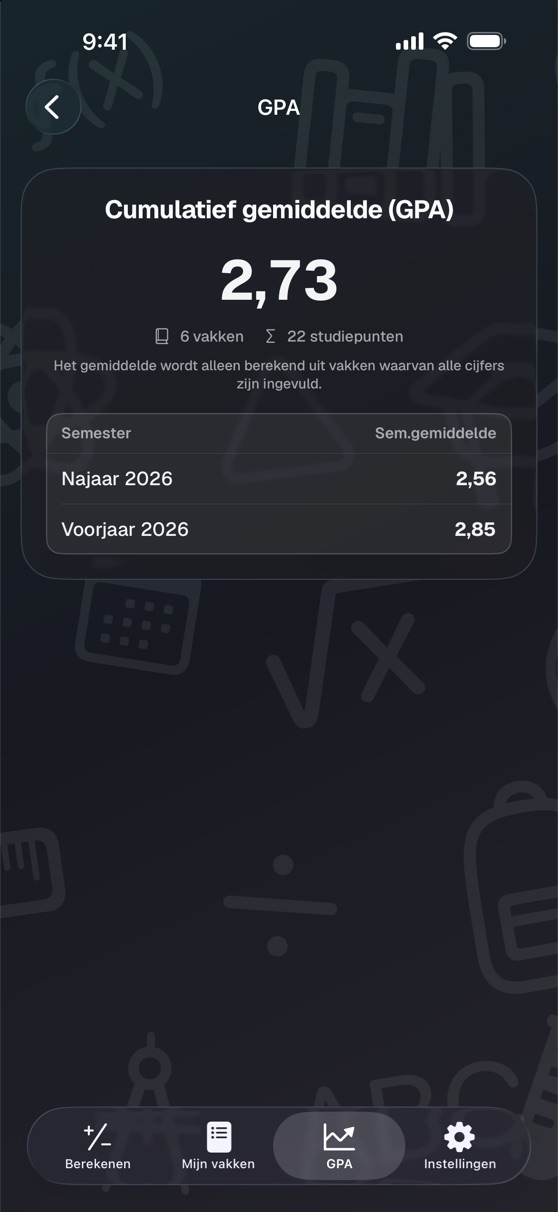 9:41
GPA
Cumulatief gemiddelde (GPA)
2,73
6 vakken Σ 22 studiepunten
Het gemiddelde wordt alleen berekend uit vakken waarvan alle cijfers
zijn ingevuld.
Semester Sem.gemiddelde
Najaar 2026 2,56
Voorjaar 2026 2,85
f(x)
√x
÷
ABC
+/− 
Berekenen Mijn vakken GPA Instellingen